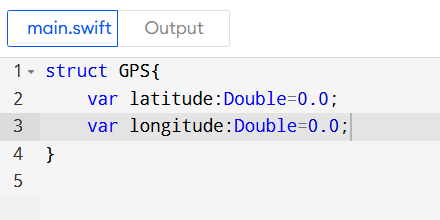 main.swift Output
1 struct GPS{
2     var latitude:Double=0.0;
3     var longitude:Double=0.0;
4 }
5